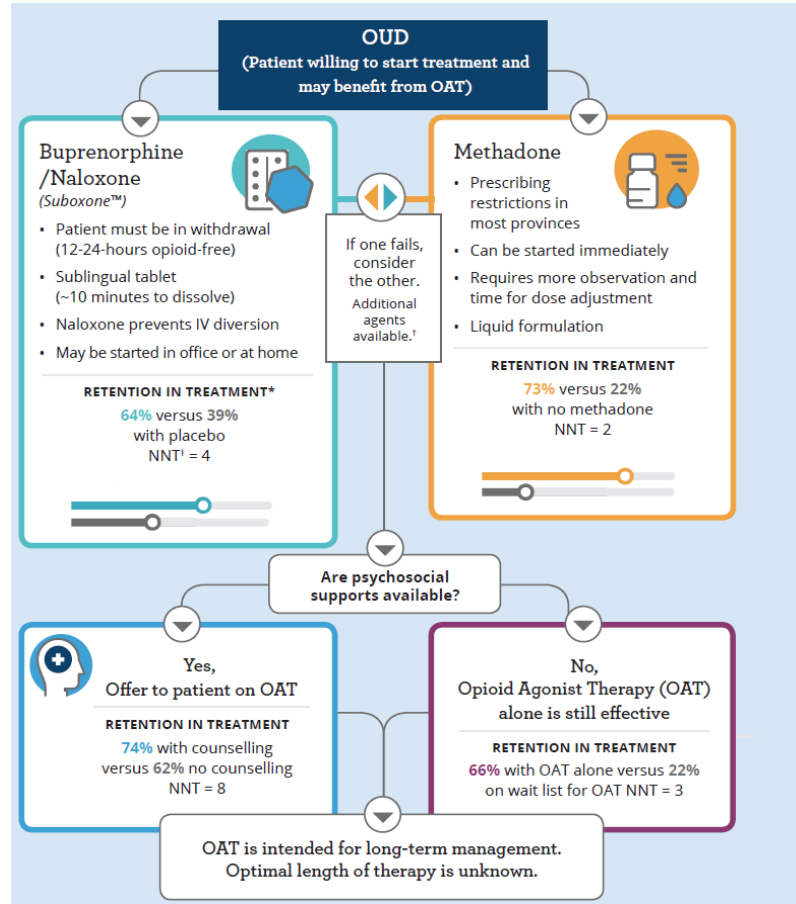 OUD
(Patient willing to start treatment and
may benefit from OAT)
Buprenorphine
/Naloxone
(Suboxone™)
• Patient must be in withdrawal
(12-24-hours opioid-free)
• Sublingual tablet
(~10 minutes to dissolve)
• Naloxone prevents IV diversion
• May be started in office or at home
RETENTION IN TREATMENT*
64% versus 39%
with placebo
NNT‡ = 4
If one fails,
consider
the other.
Additional
agents
available.†
Methadone
• Prescribing
restrictions in
most provinces
• Can be started immediately
• Requires more observation and
time for dose adjustment
• Liquid formulation
RETENTION IN TREATMENT
73% versus 22%
with no methadone
NNT = 2
Are psychosocial
supports available?
Yes,
Offer to patient on OAT
RETENTION IN TREATMENT
74% with counselling
versus 62% no counselling
NNT = 8
No,
Opioid Agonist Therapy (OAT)
alone is still effective
RETENTION IN TREATMENT
66% with OAT alone versus 22%
on wait list for OAT NNT = 3
OAT is intended for long-term management.
Optimal length of therapy is unknown.